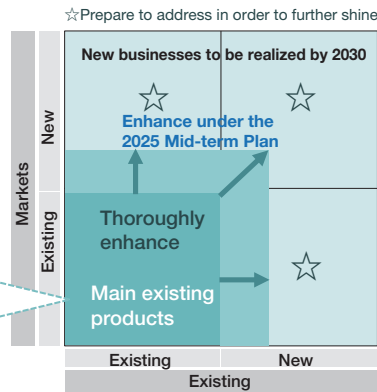 ☆Prepare to address in order to further shine
New businesses to be realized by 2030
Enhance under the
2025 Mid-term Plan
Thoroughly
enhance
Main existing
products
Markets
New
Existing
Existing
New
Existing